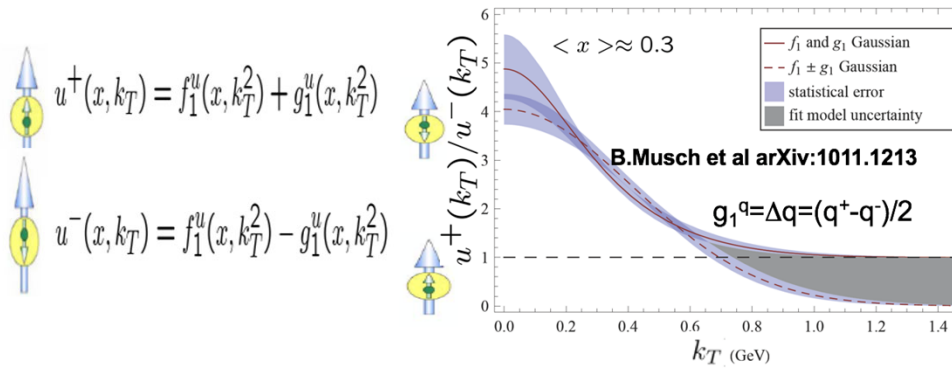 u⁺(x,k_T) = f₁ᵘ(x,k_T²) + g₁ᵘ(x,k_T²)
u⁻(x,k_T) = f₁ᵘ(x,k_T²) − g₁ᵘ(x,k_T²)
u⁺(k_T)/u⁻(k_T)
6
5
4
3
2
1
0
< x >≈ 0.3
f₁ and g₁ Gaussian
f₁ ± g₁ Gaussian
statistical error
fit model uncertainty
B.Musch et al arXiv:1011.1213
g₁^q=Δq=(q⁺-q⁻)/2
0.0 0.2 0.4 0.6 0.8 1.0 1.2 1.4
k_T (GeV)